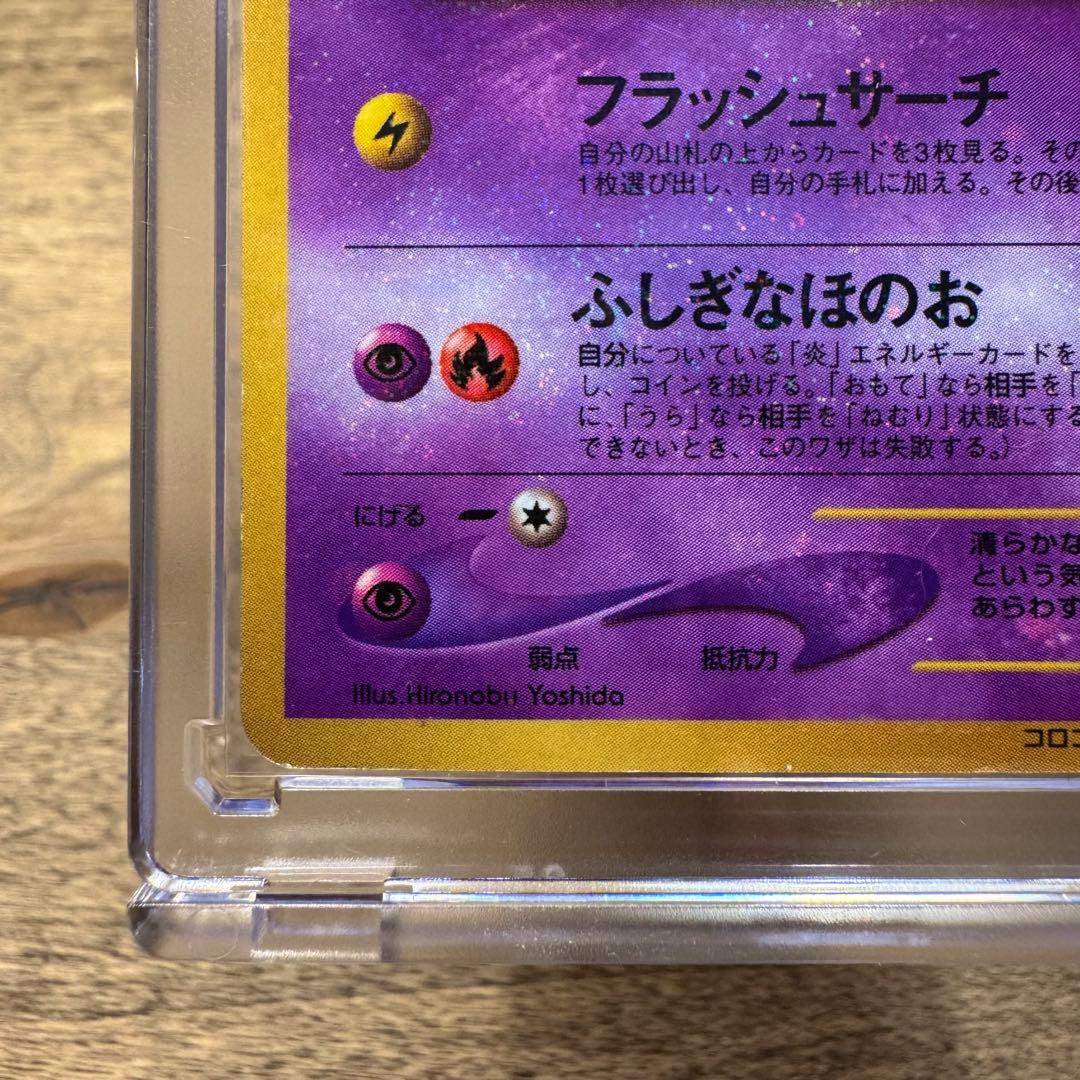 フラッシュサーチ
自分の山札の上からカードを3枚見る。その
1枚選び出し、自分の手札に加える。その後
ふしぎなほのお
自分についている「炎」エネルギーカードを
し、コインを投げる。「おもて」なら相手を「
に、「うら」なら相手を「ねむり」状態にする
できないとき、このワザは失敗する。)
にげる
清らかな
という気
あらわす
弱点 抵抗力
Illus.Hironobu Yoshida
コロコ